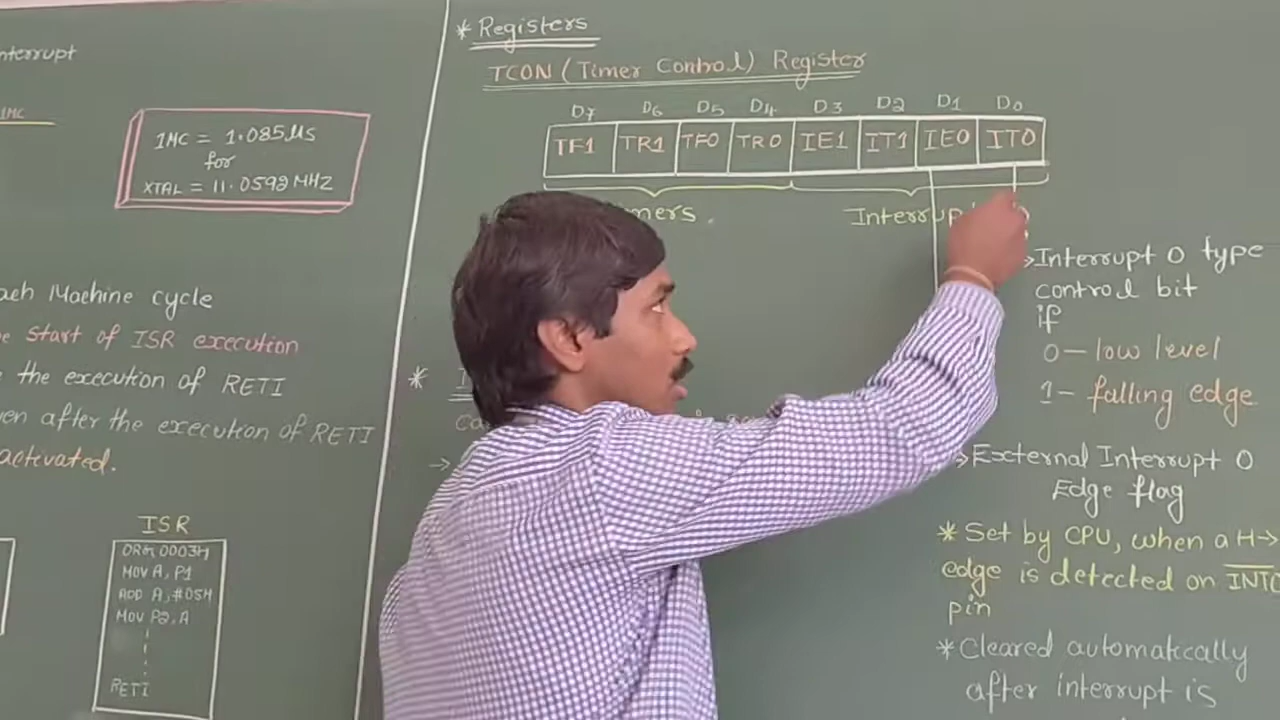 nterrupt
1MC
1MC = 1.085µs
for
XTAL = 11.0592 MHZ
ach Machine cycle
e start of ISR execution
e the execution of RETI
ven after the execution of RETI
activated.
ISR
ORG 0003H
MOV A, P1
ADD A, #05H
MOV P2, A
RETI
* Registers
TCON (Timer Control) Register
D7 D6 D5 D4 D3 D2 D1 D0
TF1 TR1 TF0 TR0 IE1 IT1 IE0 IT0
mers.
Interrup
→Interrupt 0 type
control bit
if
0 — low level
1 - falling edge
→External Interrupt 0
Edge flag
* Set by CPU, when a H→
edge is detected on INT0
pin
* Cleared automatically
after interrupt is
*
→